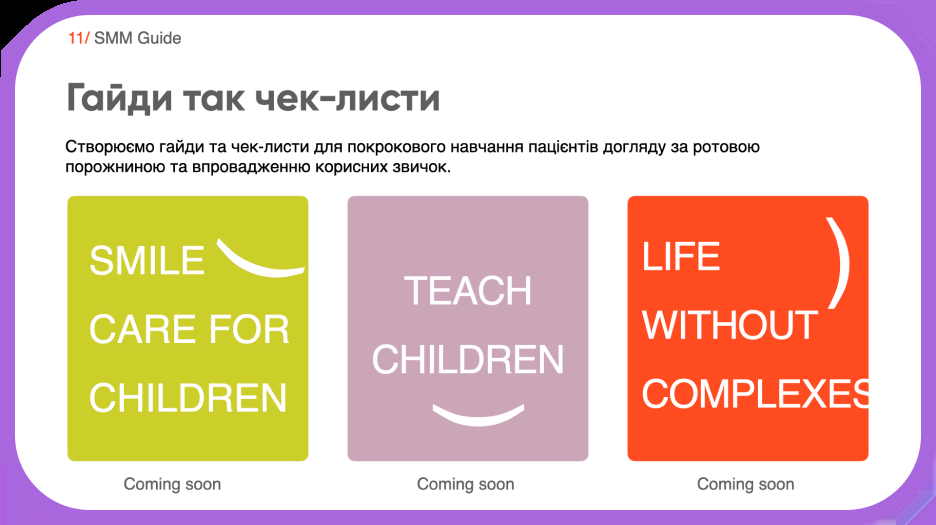 11/ SMM Guide
Гайди так чек-листи
Створюємо гайди та чек-листи для покрокового навчання пацієнтів догляду за ротовою
порожниною та впровадженню корисних звичок.
SMILE
CARE FOR
CHILDREN
TEACH
CHILDREN
LIFE
WITHOUT
COMPLEXES
Coming soon
Coming soon
Coming soon